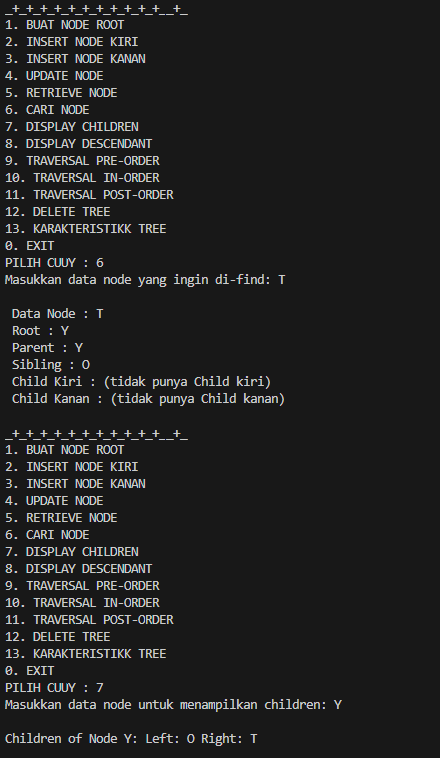 _+_+_+_+_+_+_+_+_+_+_+__+_
1. BUAT NODE ROOT
2. INSERT NODE KIRI
3. INSERT NODE KANAN
4. UPDATE NODE
5. RETRIEVE NODE
6. CARI NODE
7. DISPLAY CHILDREN
8. DISPLAY DESCENDANT
9. TRAVERSAL PRE-ORDER
10. TRAVERSAL IN-ORDER
11. TRAVERSAL POST-ORDER
12. DELETE TREE
13. KARAKTERISTIKK TREE
0. EXIT
PILIH CUUY : 6
Masukkan data node yang ingin di-find: T
Data Node : T
Root : Y
Parent : Y
Sibling : O
Child Kiri : (tidak punya Child kiri)
Child Kanan : (tidak punya Child kanan)
_+_+_+_+_+_+_+_+_+_+_+__+_
1. BUAT NODE ROOT
2. INSERT NODE KIRI
3. INSERT NODE KANAN
4. UPDATE NODE
5. RETRIEVE NODE
6. CARI NODE
7. DISPLAY CHILDREN
8. DISPLAY DESCENDANT
9. TRAVERSAL PRE-ORDER
10. TRAVERSAL IN-ORDER
11. TRAVERSAL POST-ORDER
12. DELETE TREE
13. KARAKTERISTIKK TREE
0. EXIT
PILIH CUUY : 7
Masukkan data node untuk menampilkan children: Y
Children of Node Y: Left: O Right: T